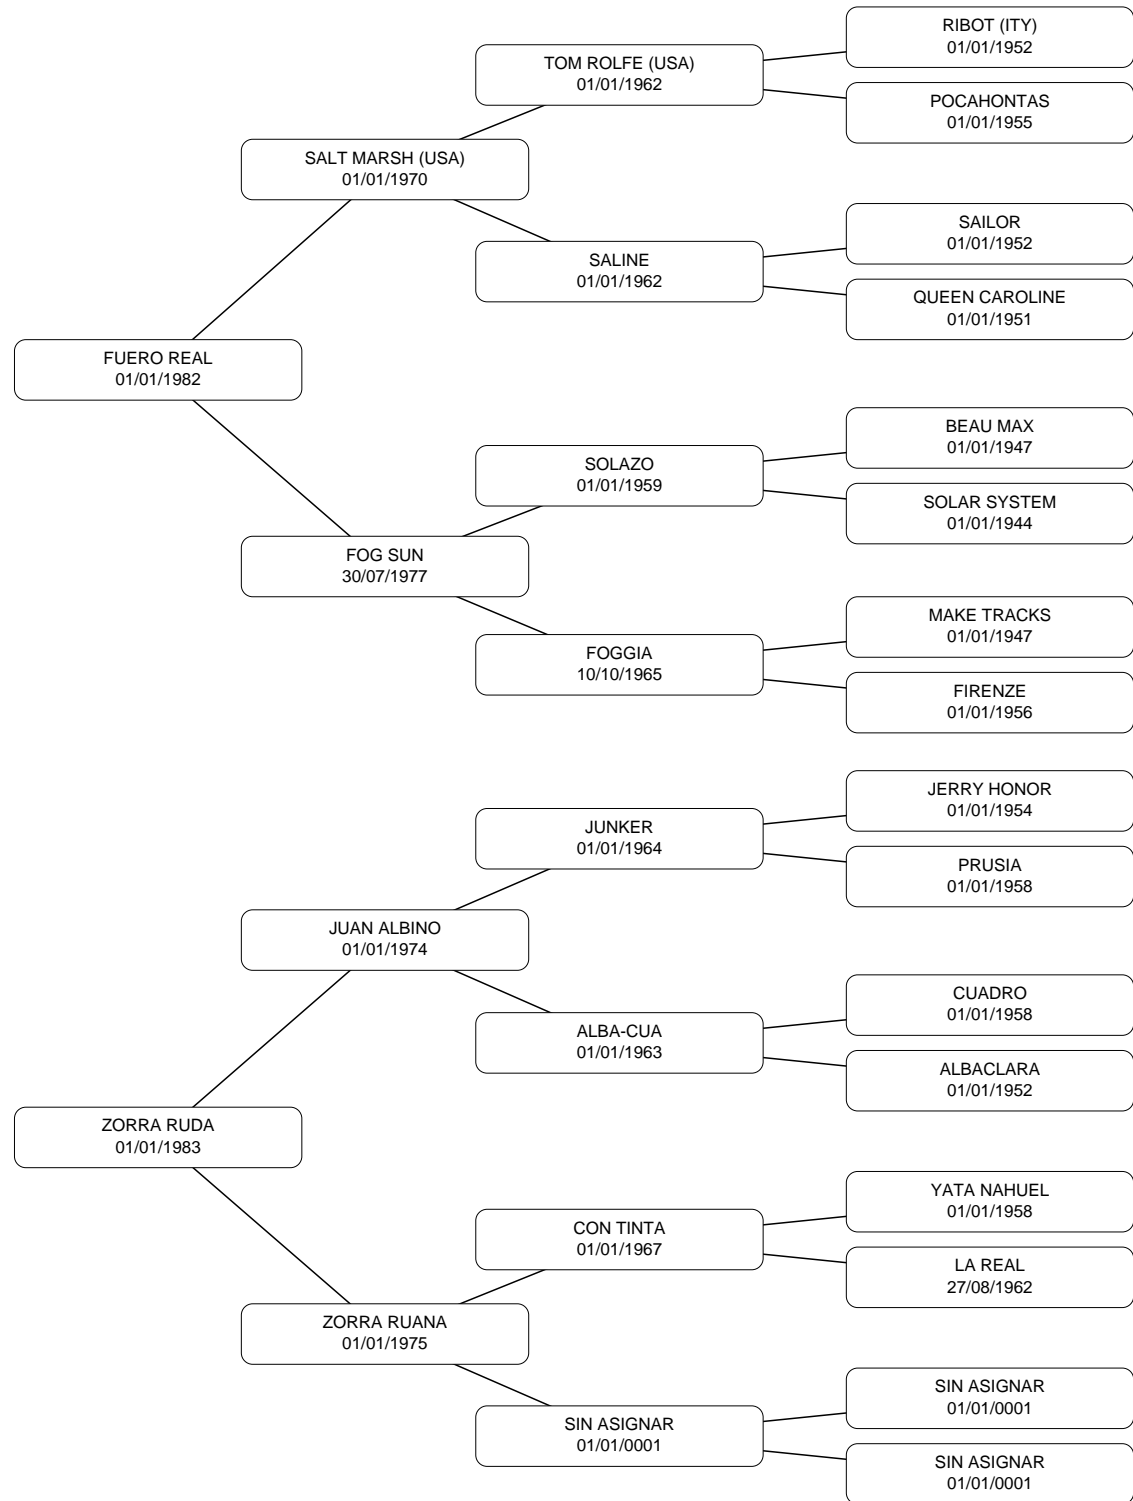 RIBOT (ITY)
01/01/1952
TOM ROLFE (USA)
01/01/1962
POCAHONTAS
01/01/1955
SALT MARSH (USA)
01/01/1970
SAILOR
01/01/1952
SALINE
01/01/1962
QUEEN CAROLINE
01/01/1951
FUERO REAL
01/01/1982
BEAU MAX
01/01/1947
SOLAZO
01/01/1959
SOLAR SYSTEM
01/01/1944
FOG SUN
30/07/1977
MAKE TRACKS
01/01/1947
FOGGIA
10/10/1965
FIRENZE
01/01/1956
JERRY HONOR
01/01/1954
JUNKER
01/01/1964
PRUSIA
01/01/1958
JUAN ALBINO
01/01/1974
CUADRO
01/01/1958
ALBA-CUA
01/01/1963
ALBACLARA
01/01/1952
ZORRA RUDA
01/01/1983
YATA NAHUEL
01/01/1958
CON TINTA
01/01/1967
LA REAL
27/08/1962
ZORRA RUANA
01/01/1975
SIN ASIGNAR
01/01/0001
SIN ASIGNAR
01/01/0001
SIN ASIGNAR
01/01/0001